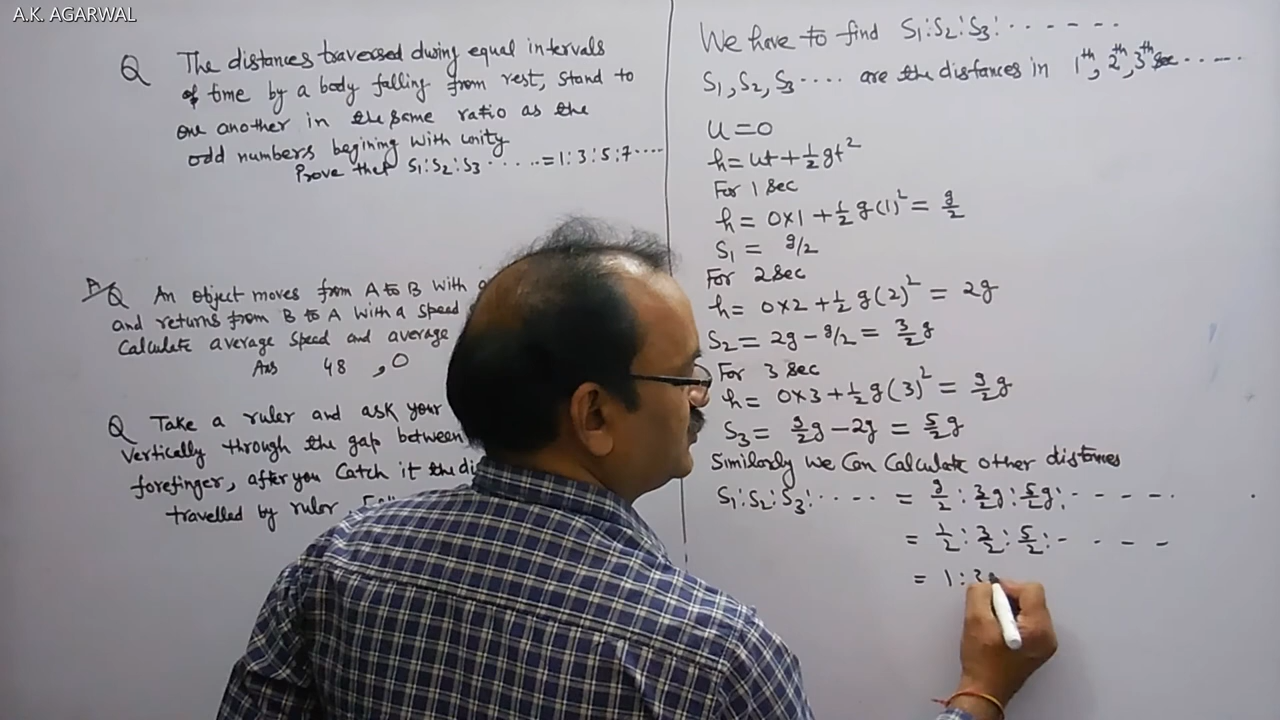 A.K. AGARWAL
Q The distances traversed during equal intervals
of time by a body falling from rest, stand to
one another in the same ratio as the
odd numbers begining with unity
Prove that S₁:S₂:S₃ ...... = 1:3:5:7....
Q An object moves from A to B with a
and returns from B to A with a speed
Calculate average speed and average
Ans 48 , 0
Q Take a ruler and ask your
vertically through the gap between
forefinger, after you catch it the di
travelled by rulor
We have to find S₁:S₂:S₃: ......
S₁, S₂, S₃ .... are the distances in 1th, 2th, 3th ......
u = 0
h = ut + 1/2 gt²
For 1 sec
h = 0×1 + 1/2 g(1)² = g/2
S₁ = g/2
For 2 sec
h = 0×2 + 1/2 g(2)² = 2g
S₂ = 2g - g/2 = 3/2 g
For 3 sec
h = 0×3 + 1/2 g(3)² = 9/2 g
S₃ = 9/2 g - 2g = 5/2 g
Similarly We Can Calculate other distances
S₁:S₂:S₃: .... = g/2 : 3/2 g : 5/2 g : ......
= 1/2 : 3/2 : 5/2 : - - - -
= 1 : 3